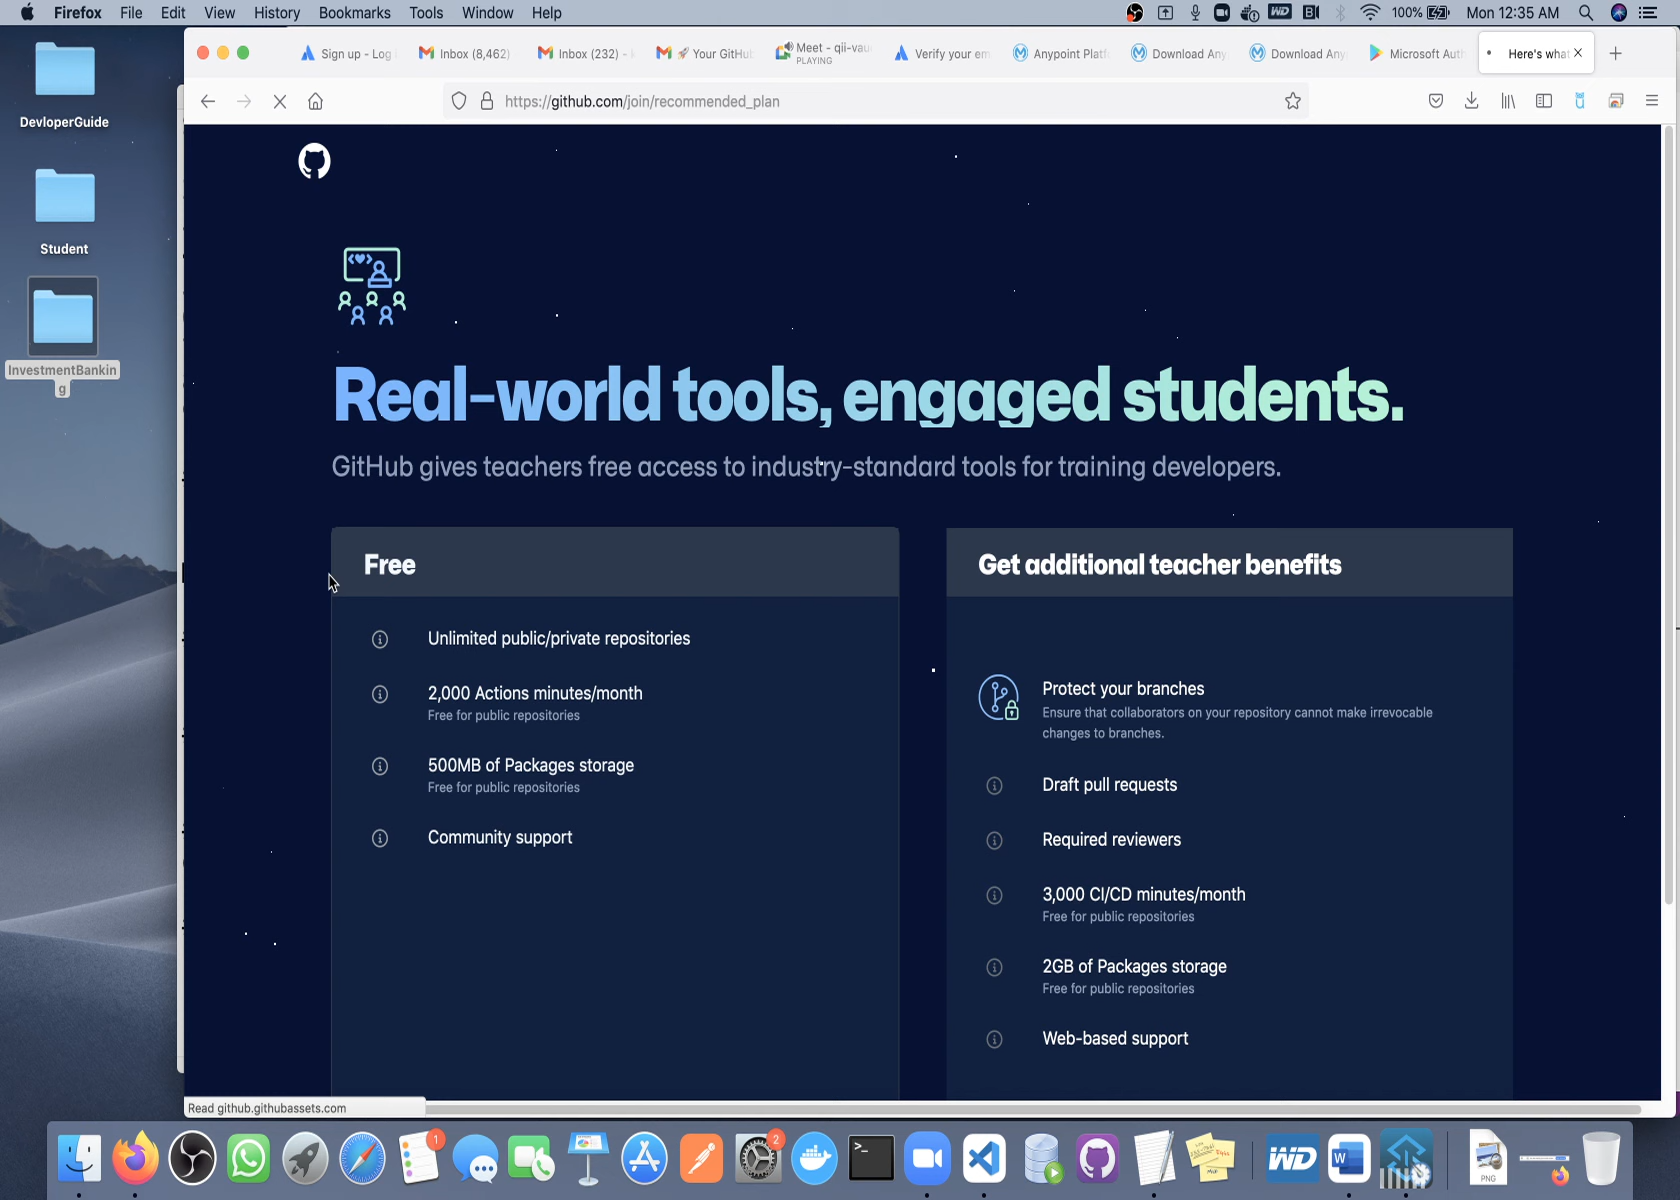 Firefox File Edit View History Bookmarks Tools Window Help
100% Mon 12:35 AM
Sign up - Log
Inbox (8,462)
Inbox (232) -
Your GitHub
Meet - qii-vau
PLAYING
Verify your em
Anypoint Platf
Download Any
Download Any
Microsoft Auth
Here's what
https://github.com/join/recommended_plan
DevloperGuide
Student
InvestmentBankin
g
Real-world tools, engaged students.
GitHub gives teachers free access to industry-standard tools for training developers.
Free
Unlimited public/private repositories
2,000 Actions minutes/month
Free for public repositories
500MB of Packages storage
Free for public repositories
Community support
Get additional teacher benefits
Protect your branches
Ensure that collaborators on your repository cannot make irrevocable
changes to branches.
Draft pull requests
Required reviewers
3,000 CI/CD minutes/month
Free for public repositories
2GB of Packages storage
Free for public repositories
Web-based support
Read github.githubassets.com
1
2
WD
W
PNG